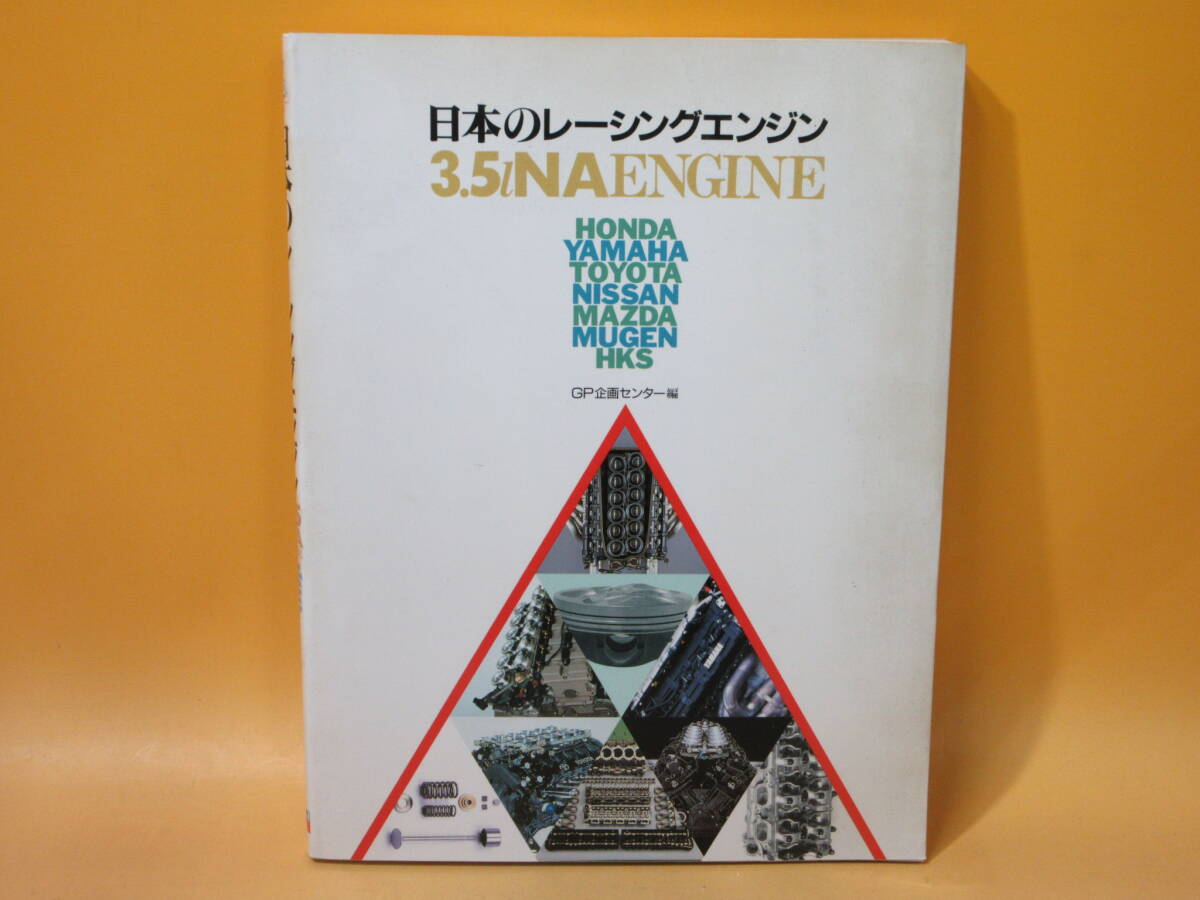 日本のレーシングエンジン
3.5lNAENGINE
HONDA
YAMAHA
TOYOTA
NISSAN
MAZDA
MUGEN
HKS
GP企画センター編